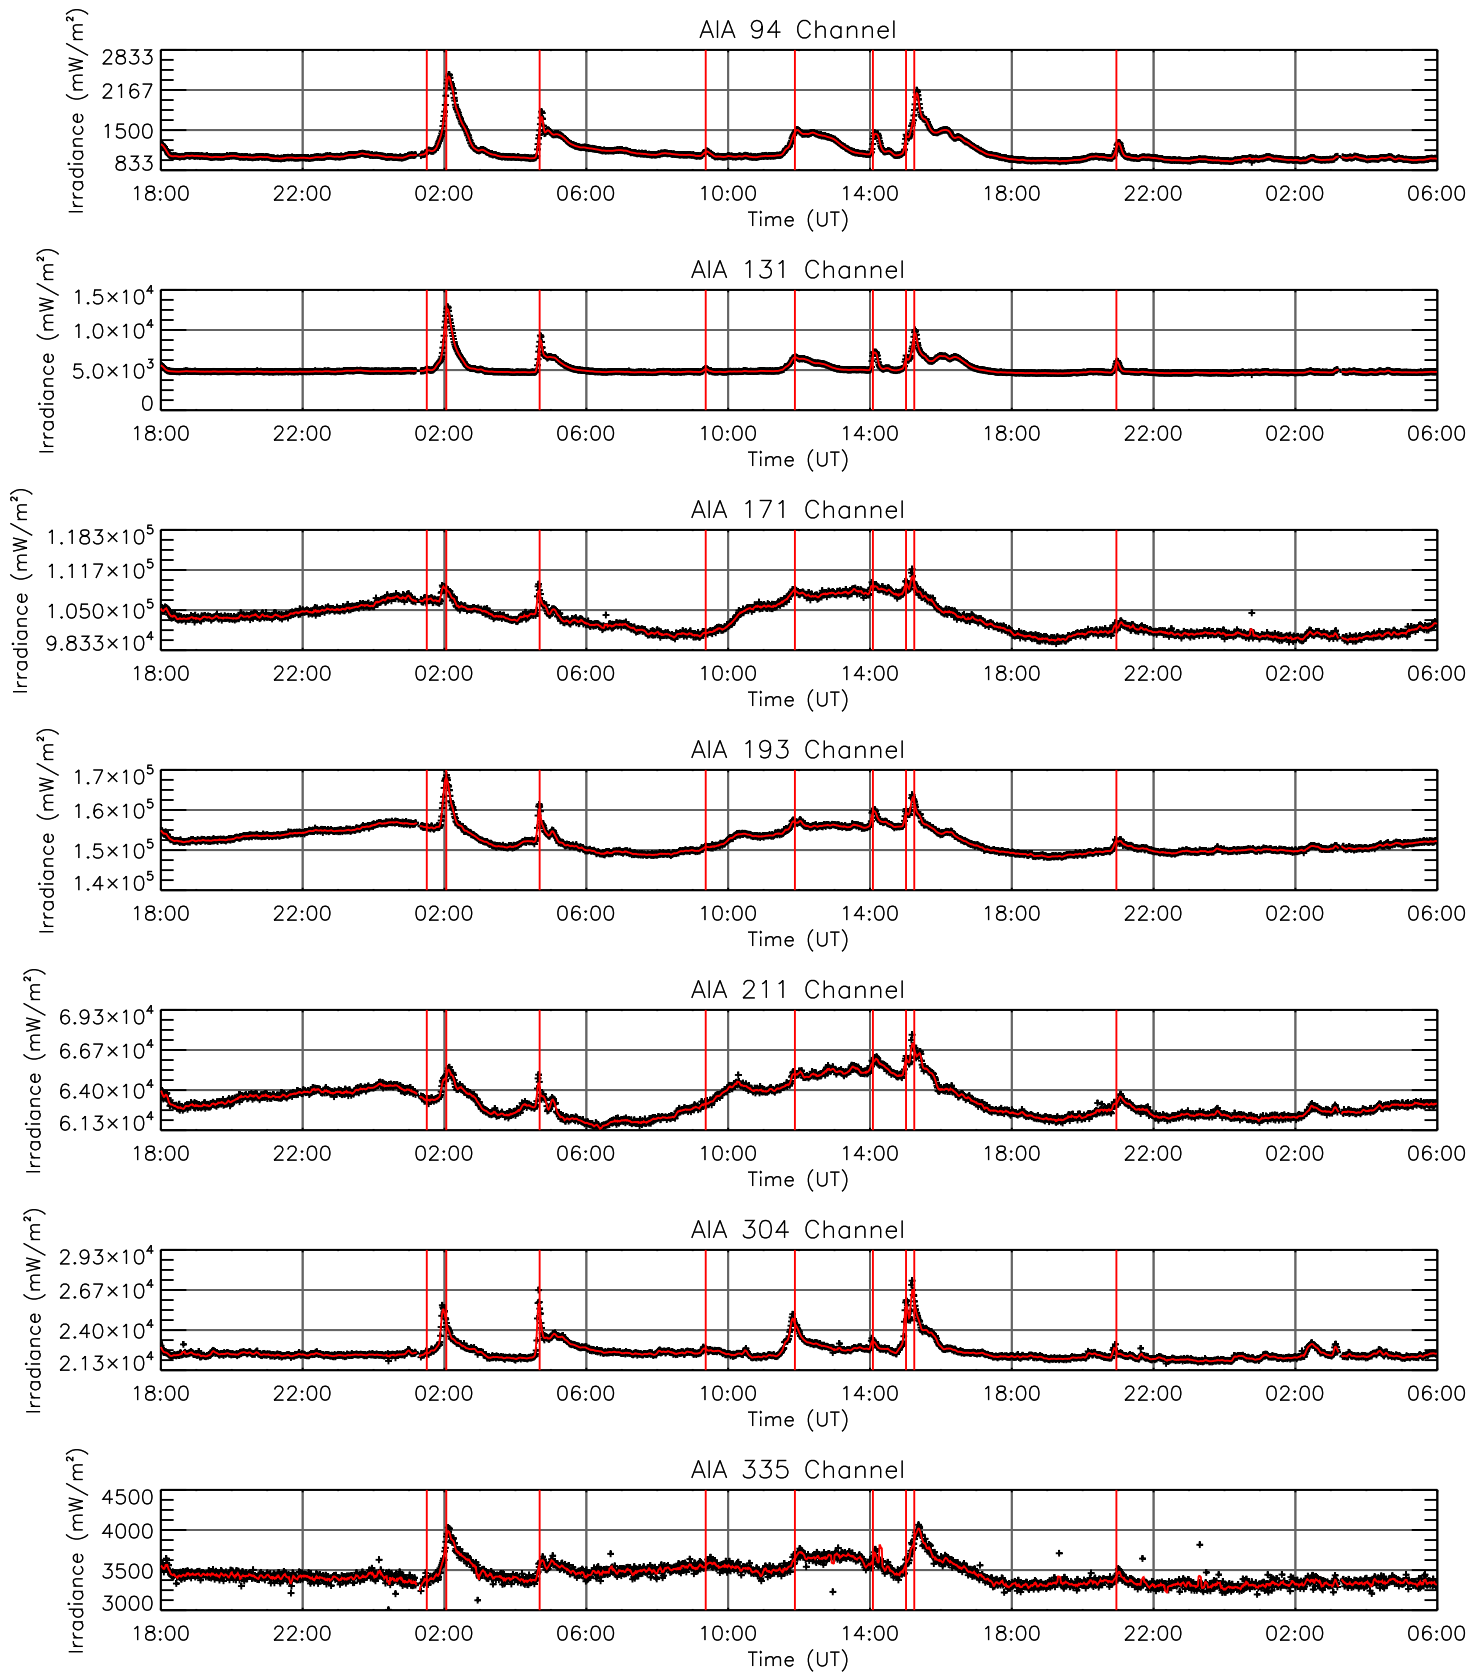 AIA 94 Channel
Irradiance (mW/m²)
2833
2167
1500
833
18:00 22:00 02:00 06:00 10:00 14:00 18:00 22:00 02:00 06:00
Time (UT)
AIA 131 Channel
Irradiance (mW/m²)
1.5×10⁴
1.0×10⁴
5.0×10³
0
18:00 22:00 02:00 06:00 10:00 14:00 18:00 22:00 02:00 06:00
Time (UT)
AIA 171 Channel
Irradiance (mW/m²)
1.183×10⁵
1.117×10⁵
1.050×10⁵
9.833×10⁴
18:00 22:00 02:00 06:00 10:00 14:00 18:00 22:00 02:00 06:00
Time (UT)
AIA 193 Channel
Irradiance (mW/m²)
1.7×10⁵
1.6×10⁵
1.5×10⁵
1.4×10⁵
18:00 22:00 02:00 06:00 10:00 14:00 18:00 22:00 02:00 06:00
Time (UT)
AIA 211 Channel
Irradiance (mW/m²)
6.93×10⁴
6.67×10⁴
6.40×10⁴
6.13×10⁴
18:00 22:00 02:00 06:00 10:00 14:00 18:00 22:00 02:00 06:00
Time (UT)
AIA 304 Channel
Irradiance (mW/m²)
2.93×10⁴
2.67×10⁴
2.40×10⁴
2.13×10⁴
18:00 22:00 02:00 06:00 10:00 14:00 18:00 22:00 02:00 06:00
Time (UT)
AIA 335 Channel
Irradiance (mW/m²)
4500
4000
3500
3000
18:00 22:00 02:00 06:00 10:00 14:00 18:00 22:00 02:00 06:00
Time (UT)